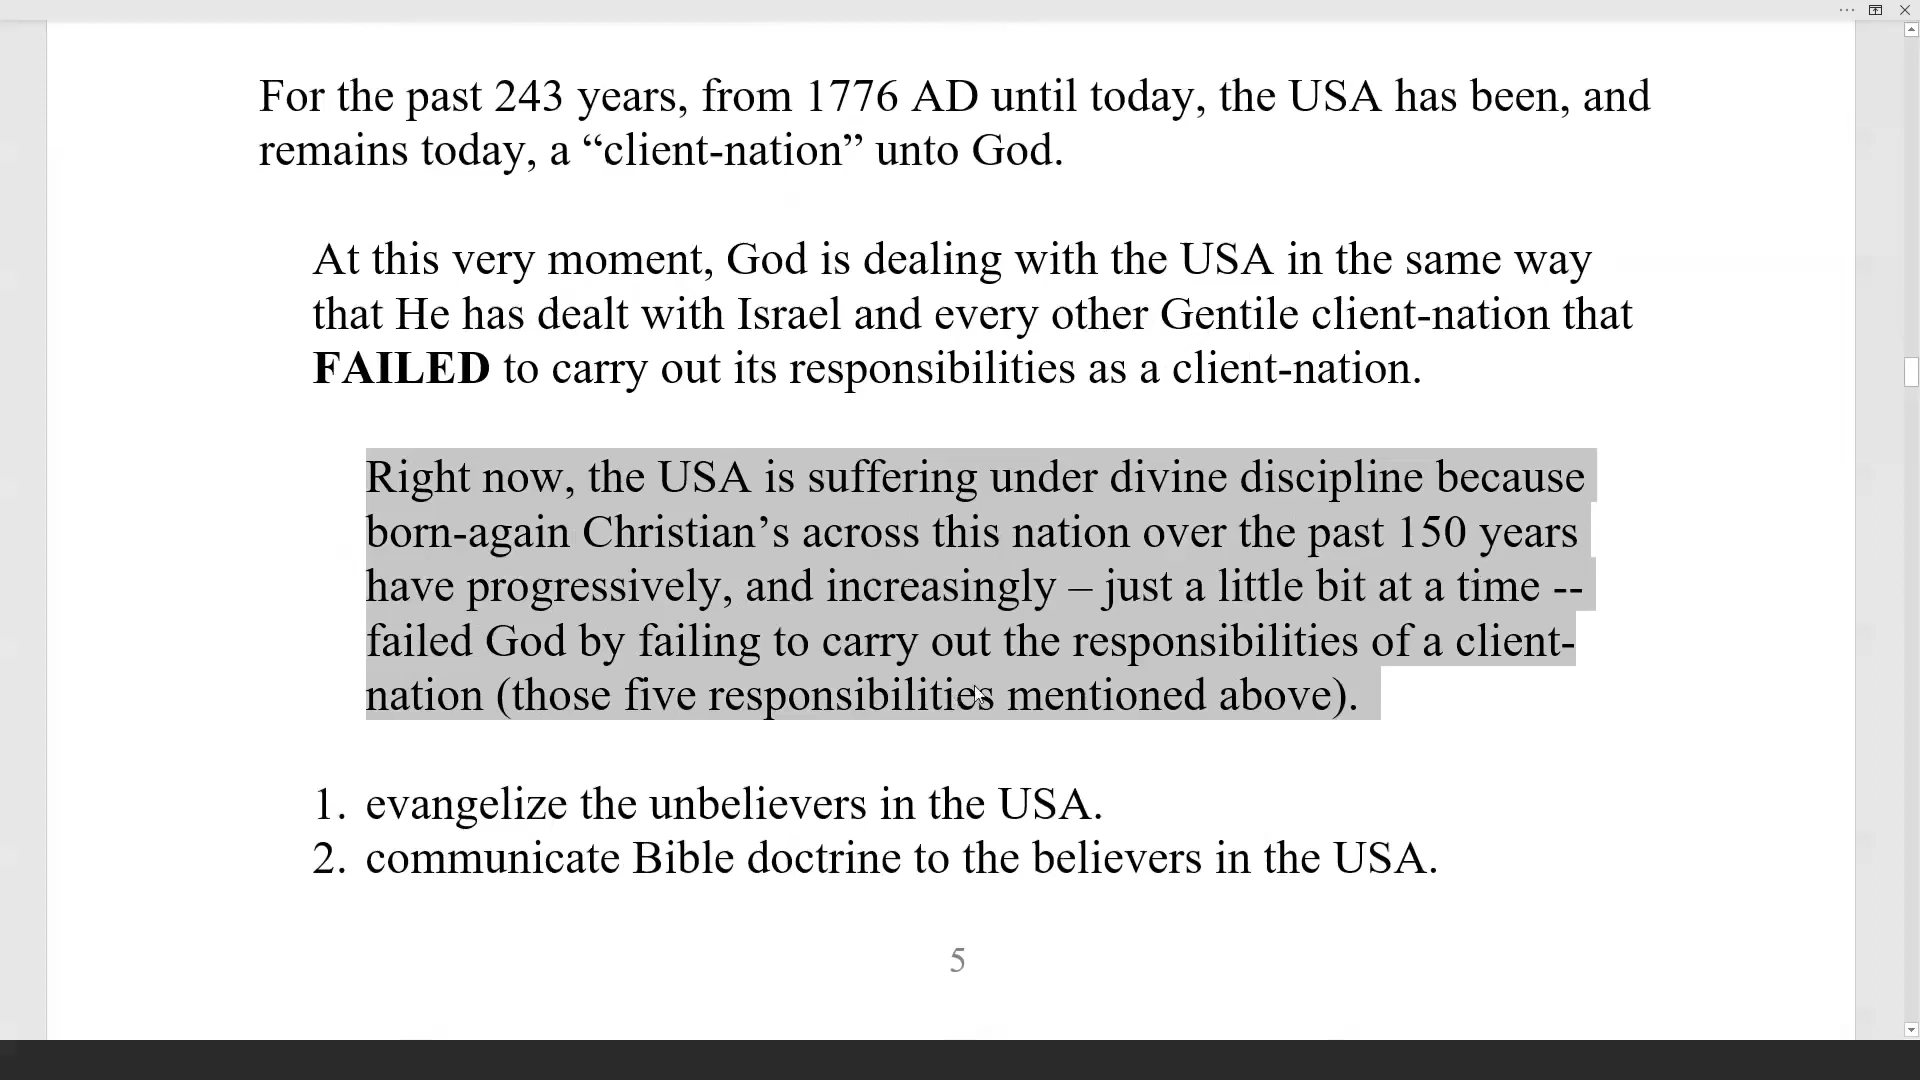 For the past 243 years, from 1776 AD until today, the USA has been, and
remains today, a “client-nation” unto God.
At this very moment, God is dealing with the USA in the same way
that He has dealt with Israel and every other Gentile client-nation that
FAILED to carry out its responsibilities as a client-nation.
Right now, the USA is suffering under divine discipline because
born-again Christian’s across this nation over the past 150 years
have progressively, and increasingly – just a little bit at a time --
failed God by failing to carry out the responsibilities of a client-
nation (those five responsibilities mentioned above).
1. evangelize the unbelievers in the USA.
2. communicate Bible doctrine to the believers in the USA.
5